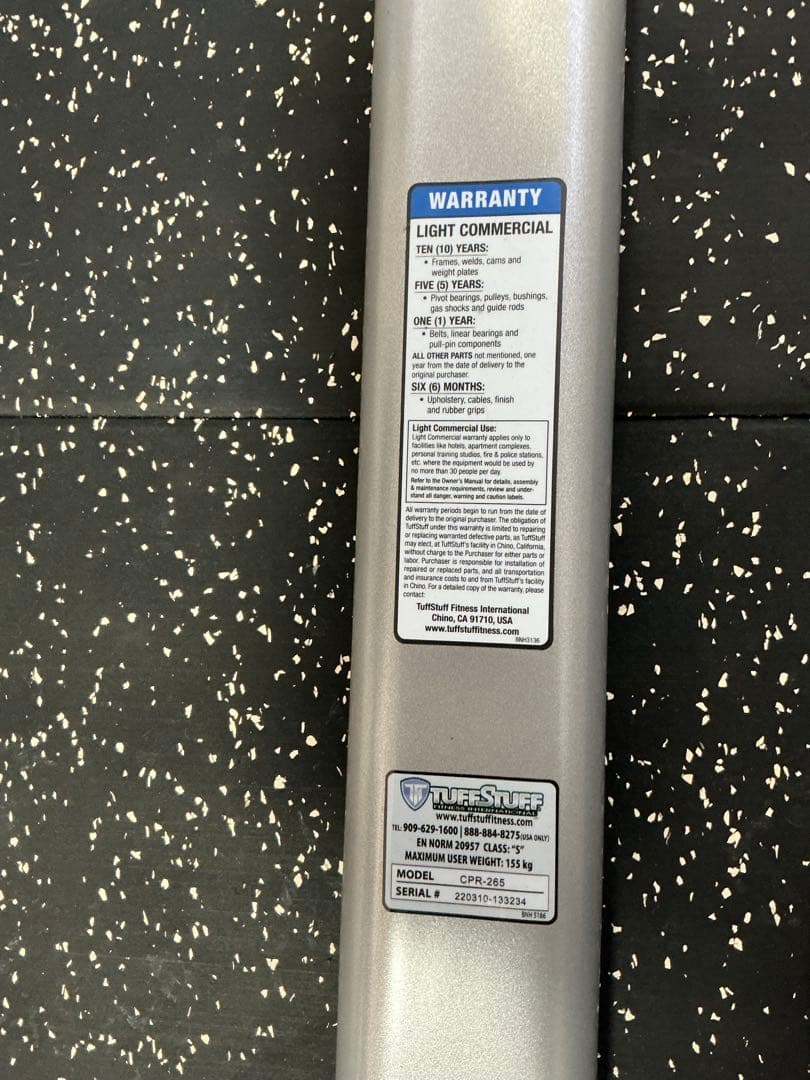 WARRANTY
LIGHT COMMERCIAL
TEN (10) YEARS:
• Frames, welds, cams and
weight plates
FIVE (5) YEARS:
• Pivot bearings, pulleys, bushings,
gas shocks and guide rods
ONE (1) YEAR:
• Belts, linear bearings and
pull-pin components
ALL OTHER PARTS not mentioned, one
year from the date of delivery to the
original purchaser.
SIX (6) MONTHS:
• Upholstery, cables, finish
and rubber grips
Light Commercial Use:
Light Commercial warranty applies only to
facilities like hotels, apartment complexes,
personal training studios, fire & police stations,
etc. where the equipment would be used by
no more than 30 people per day.
Refer to the Owner's Manual for details, assembly
& maintenance requirements, review and under-
stand all danger, warning and caution labels.
All warranty periods begin to run from the date of
delivery to the original purchaser. The obligation of
TuffStuff under this warranty is limited to repairing
or replacing warranted defective parts, as TuffStuff
may elect, at TuffStuff's facility in Chino, California,
without charge to the Purchaser for either parts or
labor. Purchaser is responsible for installation of
repaired or replaced parts, and all transportation
and insurance costs to and from TuffStuff's facility
in Chino. For a detailed copy of the warranty, please
contact:
TuffStuff Fitness International
Chino, CA 91710, USA
www.tuffstuffitness.com
BNH3136
TUFFSTUFF
FITNESS INTERNATIONAL
www.tuffstuffitness.com
TEL: 909-629-1600 | 888-884-8275 (USA ONLY)
EN NORM 20957 CLASS: "S"
MAXIMUM USER WEIGHT: 155 kg
MODEL CPR-265
SERIAL # 220310-133234
BNH 5186